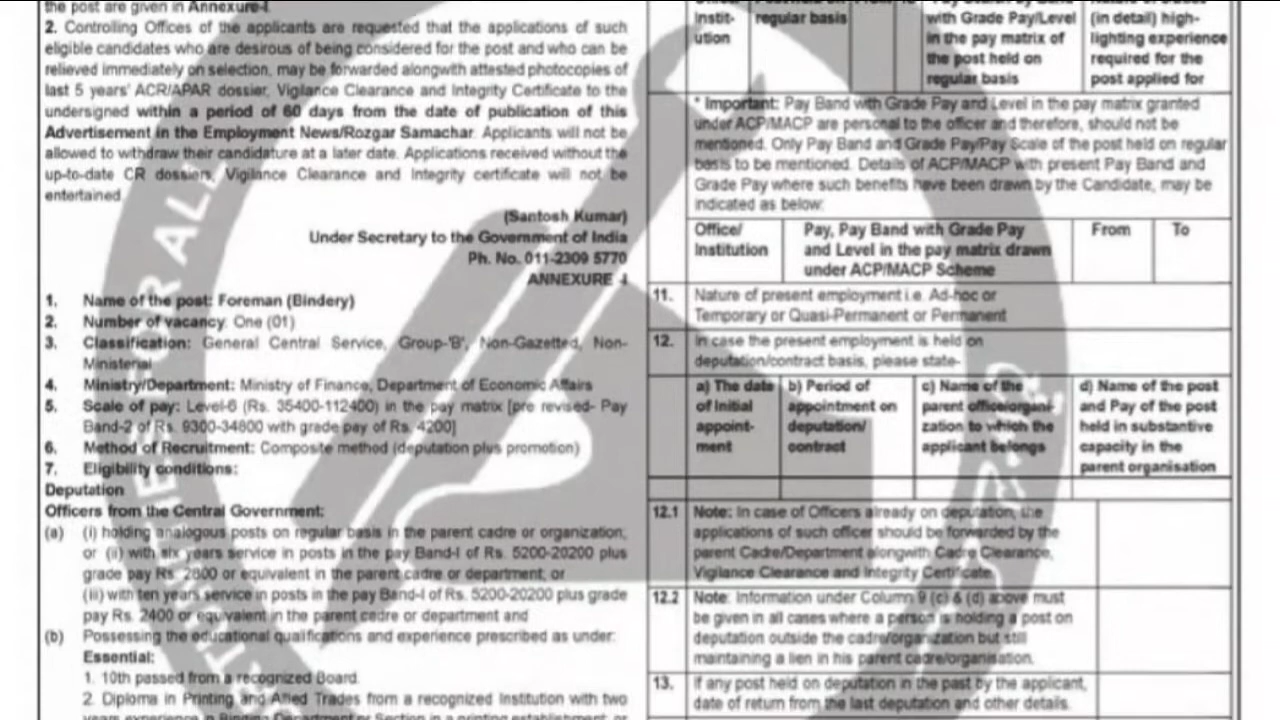 the post are given in Annexure-I.
2. Controlling Offices of the applicants are requested that the applications of such
eligible candidates who are desirous of being considered for the post and who can be
relieved immediately on selection, may be forwarded alongwith attested photocopies of
last 5 years' ACR/APAR dossier, Vigilance Clearance and Integrity Certificate to the
undersigned within a period of 60 days from the date of publication of this
Advertisement in the Employment News/Rozgar Samachar. Applicants will not be
allowed to withdraw their candidature at a later date. Applications received without the
up-to-date CR dossiers, Vigilance Clearance and Integrity certificate will not be
entertained.
(Santosh Kumar)
Under Secretary to the Government of India
Ph. No. 011-2309 5770
ANNEXURE -I
1. Name of the post: Foreman (Bindery)
2. Number of vacancy: One (01)
3. Classification: General Central Service, Group-'B', Non-Gazetted, Non-
Ministerial
4. Ministry/Department: Ministry of Finance, Department of Economic Affairs
5. Scale of pay: Level-6 (Rs. 35400-112400) in the pay matrix [pre revised- Pay
Band-2 of Rs. 9300-34800 with grade pay of Rs. 4200]
6. Method of Recruitment: Composite method (deputation plus promotion)
7. Eligibility conditions:
Deputation
Officers from the Central Government:
(a) (i) holding analogous posts on regular basis in the parent cadre or organization;
or (ii) with six years service in posts in the pay Band-I of Rs. 5200-20200 plus
grade pay Rs. 2800 or equivalent in the parent cadre or department; or
(iii) with ten years service in posts in the pay Band-I of Rs. 5200-20200 plus grade
pay Rs. 2400 or equivalent in the parent cadre or department and
(b) Possessing the educational qualifications and experience prescribed as under:
Essential:
1. 10th passed from a recognized Board.
2. Diploma in Printing and Allied Trades from a recognized Institution with two
years experience in Binding Department or Section in a printing establishment, or
Instit- regular basis with Grade Pay/Level (in detail) high-
ution in the pay matrix of lighting experience
the post held on required for the
regular basis post applied for
* Important: Pay Band with Grade Pay and Level in the pay matrix granted
under ACP/MACP are personal to the officer and therefore, should not be
mentioned. Only Pay Band and Grade Pay/Pay Scale of the post held on regular
basis to be mentioned. Details of ACP/MACP with present Pay Band and
Grade Pay where such benefits have been drawn by the Candidate, may be
indicated as below:
Office/ Pay, Pay Band with Grade Pay From To
Institution and Level in the pay matrix drawn
under ACP/MACP Scheme
11. Nature of present employment i.e. Ad-hoc or
Temporary or Quasi-Permanent or Permanent
12. In case the present employment is held on
deputation/contract basis, please state-
a) The date b) Period of c) Name of the d) Name of the post
of Initial appointment on parent office/organi- and Pay of the post
appoint- deputation/ zation to which the held in substantive
ment contract applicant belongs capacity in the
parent organisation
12.1 Note: In case of Officers already on deputation, the
applications of such officer should be forwarded by the
parent Cadre/Department alongwith Cadre Clearance,
Vigilance Clearance and Integrity Certificate
12.2 Note: Information under Column 9 (c) & (d) above must
be given in all cases where a person is holding a post on
deputation outside the cadre/organization but still
maintaining a lien in his parent cadre/organisation.
13. If any post held on deputation in the past by the applicant,
date of return from the last deputation and other details.